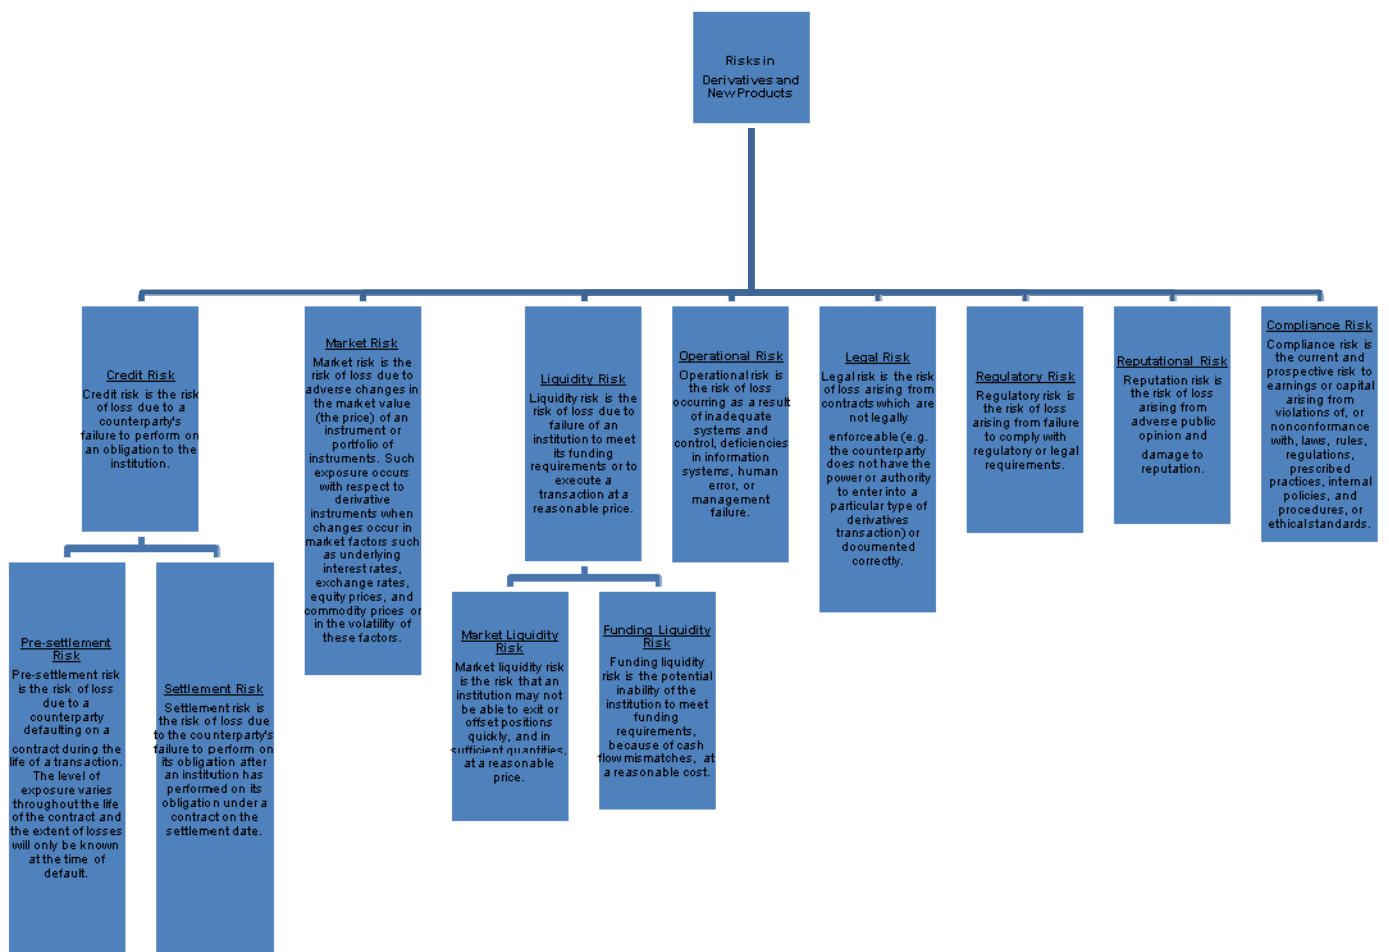 Risks in
Derivatives and
New Products
Credit Risk
Credit risk is the risk
of loss due to a
counterparty's
failure to perform on
an obligation to the
institution.
Market Risk
Market risk is the
risk of loss due to
adverse changes in
the market value
(the price) of an
instrument or
portfolio of
instruments. Such
exposure occurs
with respect to
derivative
instruments when
changes occur in
market factors such
as underlying
interest rates,
exchange rates,
equity prices, and
commodity prices or
in the volatility of
these factors.
Liquidity Risk
Liquidity risk is the
risk of loss due to
failure of an
institution to meet
its funding
requirements or to
execute a
transaction at a
reasonable price.
Operational Risk
Operational risk is
the risk of loss
occurring as a result
of inadequate
systems and
control, deficiencies
in information
systems, human
error, or
management
failure.
Legal Risk
Legal risk is the risk
of loss arising from
contracts which are
not legally
enforceable (e.g.
the counterparty
does not have the
power or authority
to enter into a
particular type of
derivatives
transaction) or
documented
correctly.
Regulatory Risk
Regulatory risk is
the risk of loss
arising from failure
to comply with
regulatory or legal
requirements.
Reputational Risk
Reputation risk is
the risk of loss
arising from
adverse public
opinion and
damage to
reputation.
Compliance Risk
Compliance risk is
the current and
prospective risk to
earnings or capital
arising from
violations of, or
nonconformance
with, laws, rules,
regulations,
prescribed
practices, internal
policies, and
procedures, or
ethical standards.
Pre-settlement
Risk
Pre-settlement risk
is the risk of loss
due to a
counterparty
defaulting on a
contract during the
life of a transaction.
The level of
exposure varies
throughout the life
of the contract and
the extent of losses
will only be known
at the time of
default.
Settlement Risk
Settlement risk is
the risk of loss due
to the counterparty's
failure to perform on
its obligation after
an institution has
performed on its
obligation under a
contract on the
settlement date.
Market Liquidity
Risk
Market liquidity risk
is the risk that an
institution may not
be able to exit or
offset positions
quickly, and in
sufficient quantities,
at a reasonable
price.
Funding Liquidity
Risk
Funding liquidity
risk is the potential
inability of the
institution to meet
funding
requirements,
because of cash
flow mismatches, at
a reasonable cost.